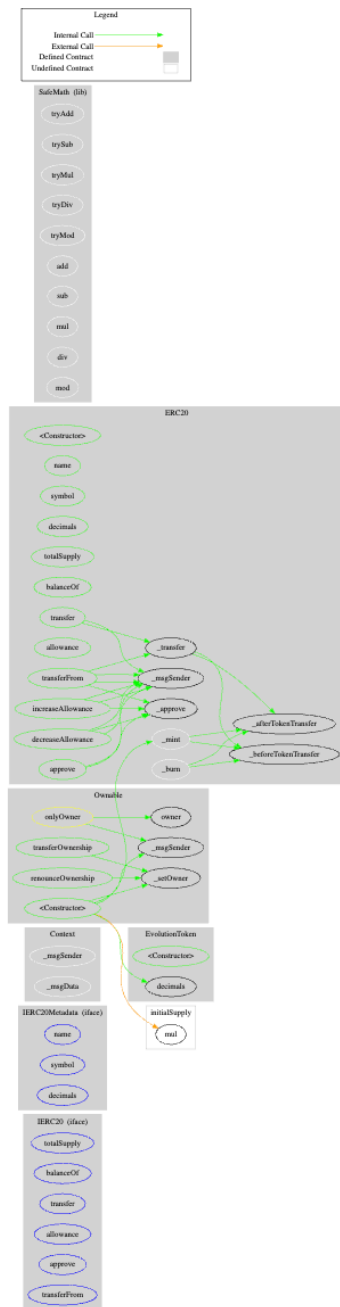 Legend
Internal Call
External Call
Defined Contract
Undefined Contract
SafeMath (lib)
tryAdd
trySub
tryMul
tryDiv
tryMod
add
sub
mul
div
mod
ERC20
<Constructor>
name
symbol
decimals
totalSupply
balanceOf
transfer
allowance
transferFrom
increaseAllowance
decreaseAllowance
approve
_transfer
_msgSender
_approve
_mint
_burn
_afterTokenTransfer
_beforeTokenTransfer
Ownable
onlyOwner
transferOwnership
renounceOwnership
<Constructor>
owner
_msgSender
_setOwner
Context
_msgSender
_msgData
EvolutionToken
<Constructor>
decimals
initialSupply
mul
IERC20Metadata (iface)
name
symbol
decimals
IERC20 (iface)
totalSupply
balanceOf
transfer
allowance
approve
transferFrom